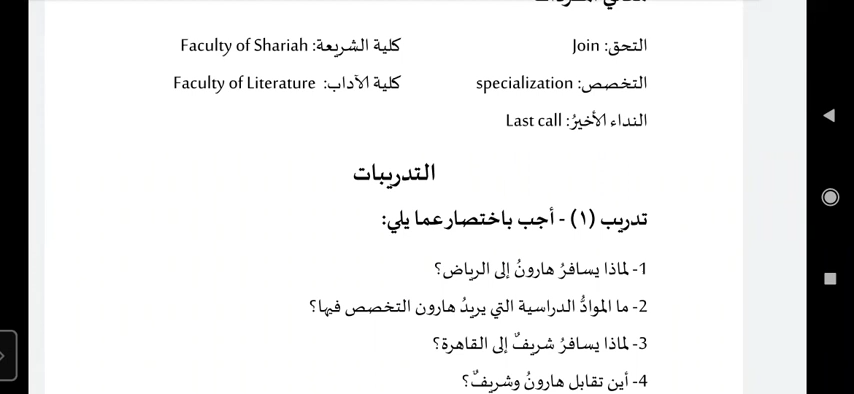 معاني المفردات
التحق: Join كلية الشريعة: Faculty of Shariah
التخصص: specialization كلية الآداب: Faculty of Literature
النداء الأخيرُ: Last call
التدريبات
تدريب (١) - أجب باختصار عما يلي:
1- لماذا يسافرُ هارونُ إلى الرياض؟
2- ما الموادُّ الدراسية التي يريدُ هارون التخصص فيها؟
3- لماذا يسافرُ شريفٌ إلى القاهرة؟
4- أين تقابل هارونُ وشريفٌ؟